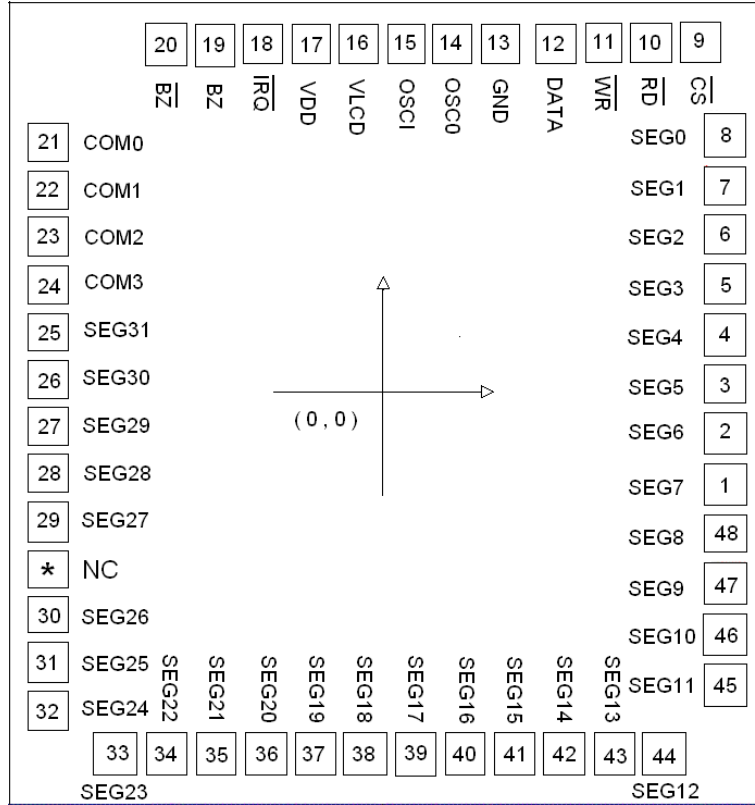 20 19 18 17 16 15 14 13 12 11 10 9
BZ BZ IRQ VDD VLCD OSCI OSC0 GND DATA WR RD CS
21 COM0 SEG0 8
22 COM1 SEG1 7
23 COM2 SEG2 6
24 COM3 SEG3 5
25 SEG31 SEG4 4
26 SEG30 SEG5 3
27 SEG29 (0,0) SEG6 2
28 SEG28 SEG7 1
29 SEG27 SEG8 48
* NC SEG9 47
30 SEG26 SEG10 46
31 SEG25 SEG11 45
32 SEG24
SEG22 SEG21 SEG20 SEG19 SEG18 SEG17 SEG16 SEG15 SEG14 SEG13
33 34 35 36 37 38 39 40 41 42 43 44
SEG23 SEG12